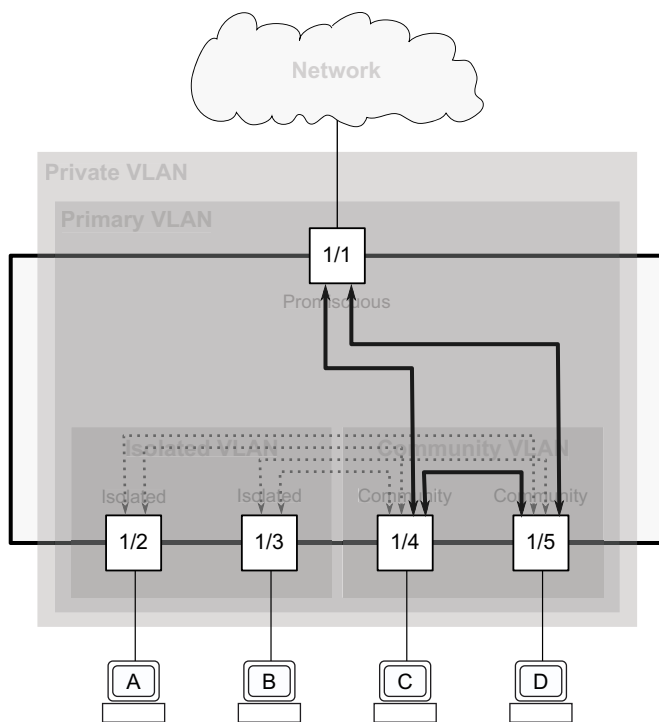 Network
Private VLAN
Primary VLAN
1/1
Promiscuous
Isolated VLAN
Community VLAN
Isolated
Isolated
Community
Community
1/2
1/3
1/4
1/5
A
B
C
D